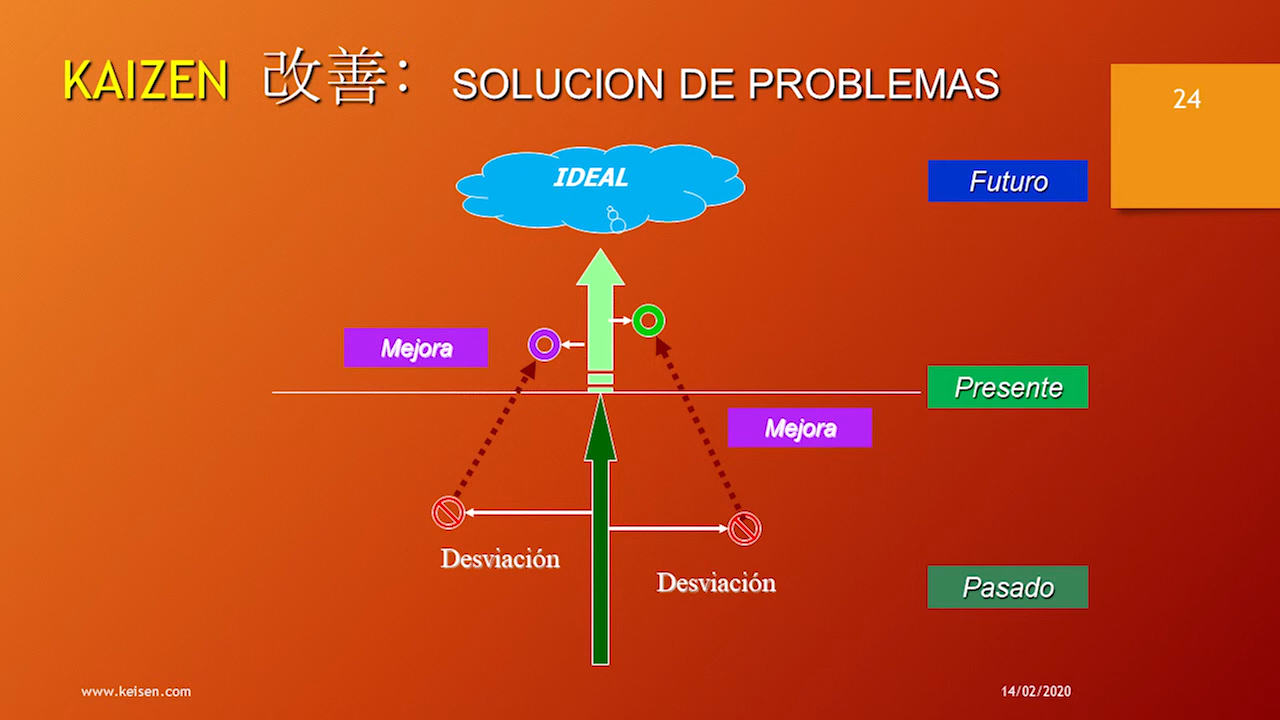 KAIZEN 改善: SOLUCION DE PROBLEMAS
24
IDEAL
Futuro
Mejora
Presente
Mejora
Desviación
Desviación
Pasado
www.keisen.com
14/02/2020